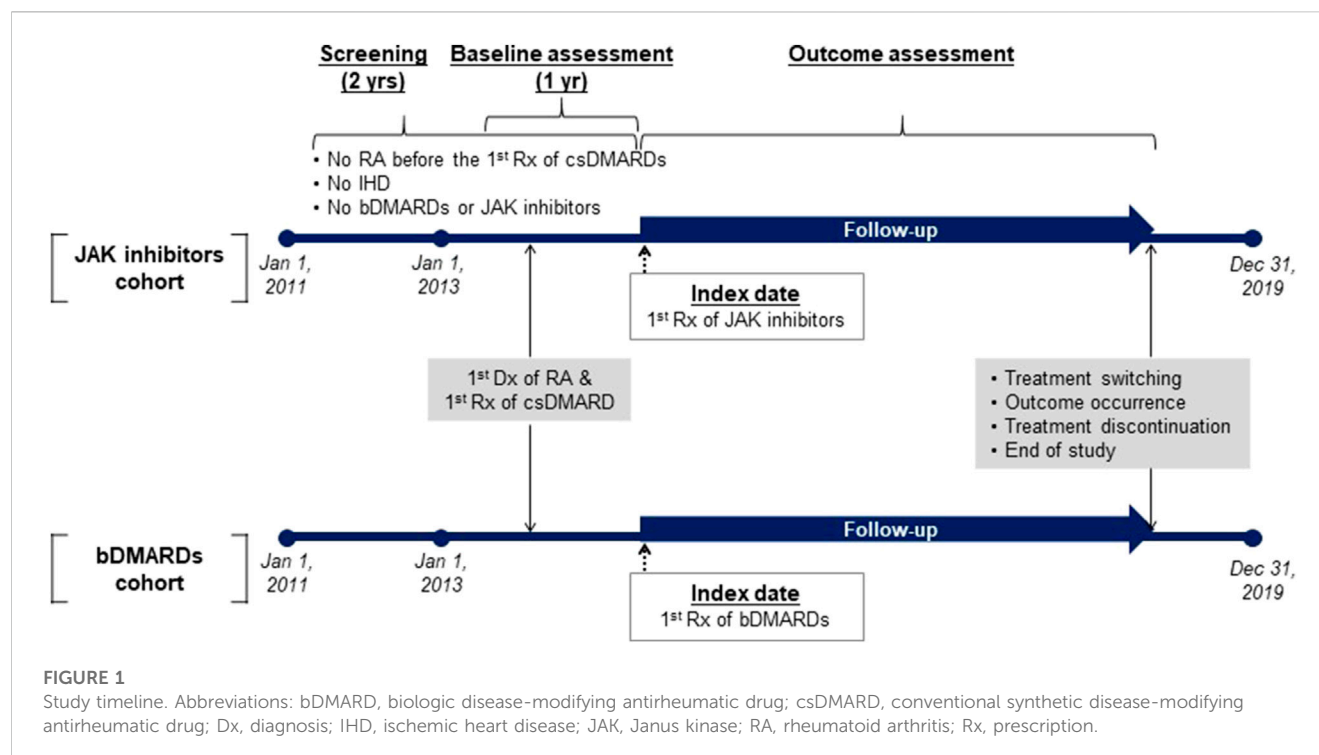 Screening
(2 yrs)
Baseline assessment
(1 yr)
Outcome assessment
• No RA before the 1st Rx of csDMARDs
• No IHD
• No bDMARDs or JAK inhibitors
JAK inhibitors
cohort
Jan 1,
2011
Jan 1,
2013
Follow-up
Dec 31,
2019
Index date
1st Rx of JAK inhibitors
1st Dx of RA &
1st Rx of csDMARD
• Treatment switching
• Outcome occurrence
• Treatment discontinuation
• End of study
bDMARDs
cohort
Jan 1,
2011
Jan 1,
2013
Follow-up
Dec 31,
2019
Index date
1st Rx of bDMARDs
FIGURE 1
Study timeline. Abbreviations: bDMARD, biologic disease-modifying antirheumatic drug; csDMARD, conventional synthetic disease-modifying
antirheumatic drug; Dx, diagnosis; IHD, ischemic heart disease; JAK, Janus kinase; RA, rheumatoid arthritis; Rx, prescription.